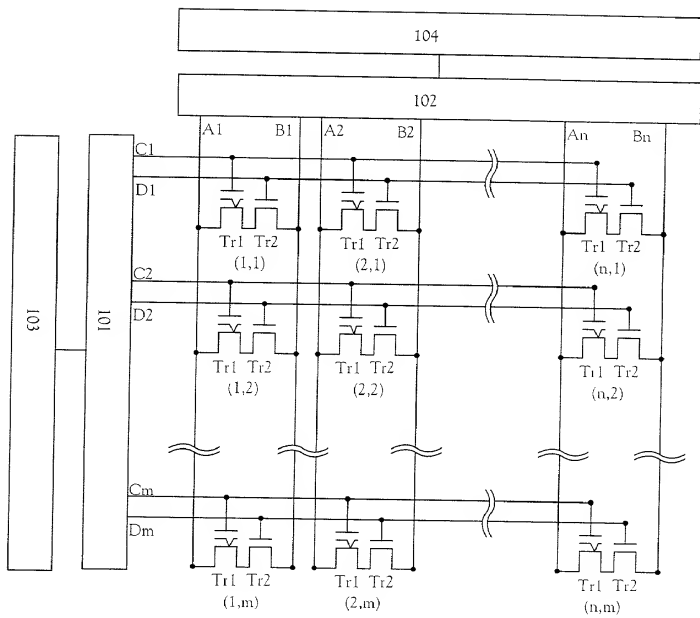 104
102
A1 B1 A2 B2 An Bn
103
101
C1
D1
Tr1 Tr2 Tr1 Tr2 Tr1 Tr2
(1,1) (2,1) (n,1)
C2
D2
Tr1 Tr2 Tr1 Tr2 Tr1 Tr2
(1,2) (2,2) (n,2)
Cm
Dm
Tr1 Tr2 Tr1 Tr2 Tr1 Tr2
(1,m) (2,m) (n,m)